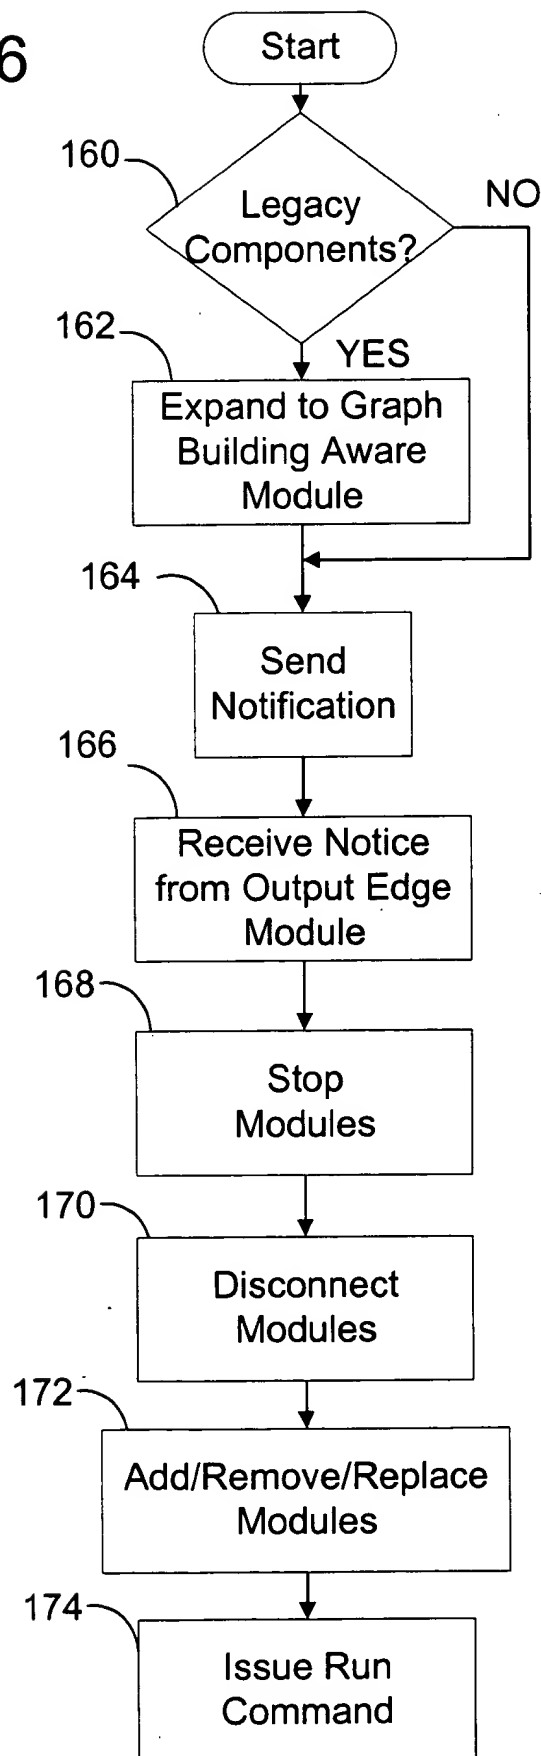 6
Start
160
Legacy
Components?
NO
162
YES
Expand to Graph
Building Aware
Module
164
Send
Notification
166
Receive Notice
from Output Edge
Module
168
Stop
Modules
170
Disconnect
Modules
172
Add/Remove/Replace
Modules
174
Issue Run
Command